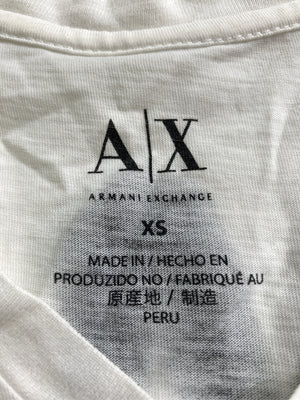 A|X
ARMANI EXCHANGE
XS
MADE IN / HECHO EN
PRODUZIDO NO / FABRIQUÉ AU
原産地 / 制造
PERU